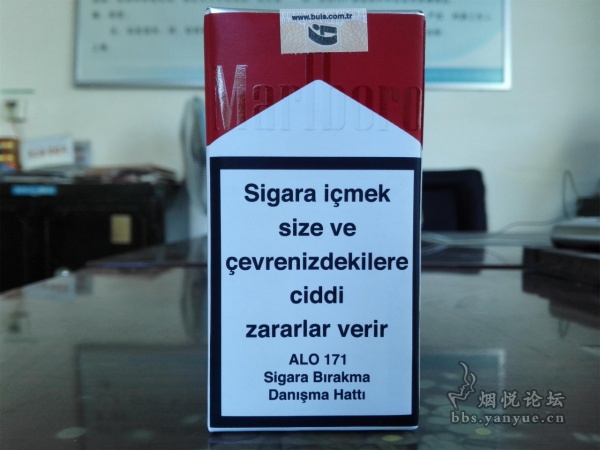 www.buis.com.tr
Marlboro
Sigara içmek
size ve
çevrenizdekilere
ciddi
zararlar verir
ALO 171
Sigara Bırakma
Danışma Hattı
烟悦论坛
bbs.yanyue.cn